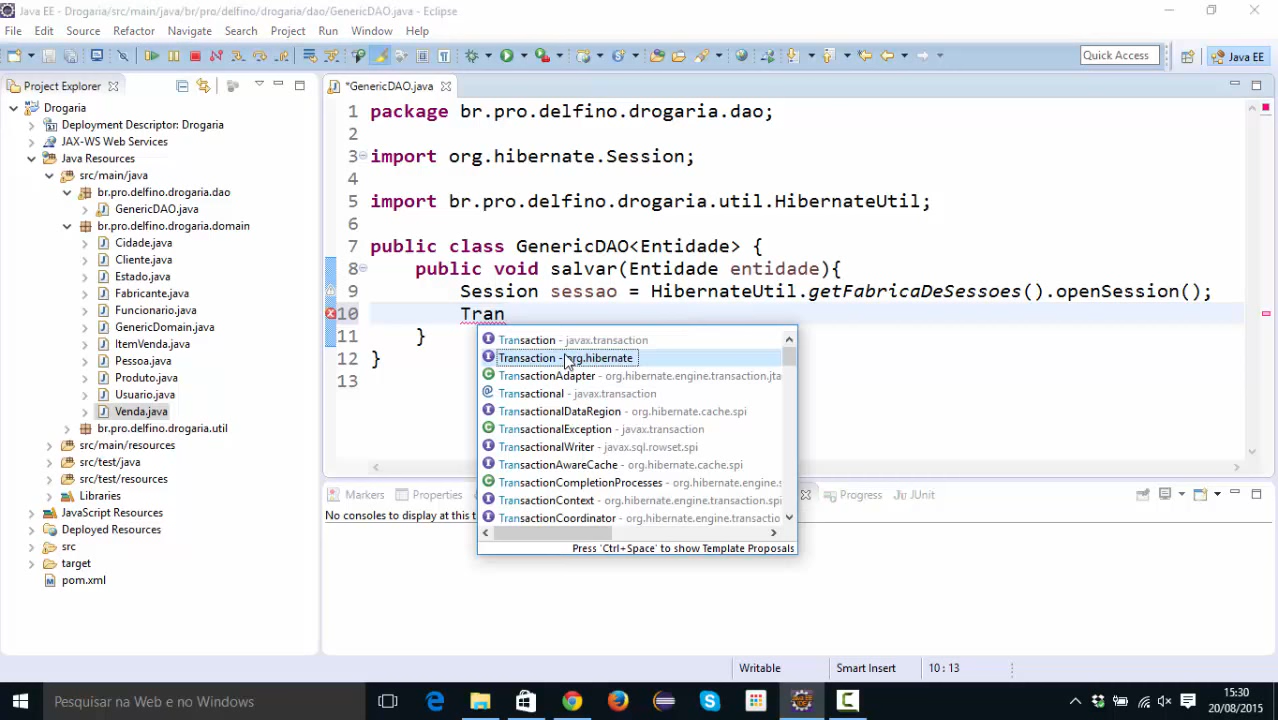 Java EE - Drogaria/src/main/java/br/pro/delfino/drogaria/dao/GenericDAO.java - Eclipse
File Edit Source Refactor Navigate Search Project Run Window Help
Quick Access
Java EE
Project Explorer
Drogaria
Deployment Descriptor: Drogaria
JAX-WS Web Services
Java Resources
src/main/java
br.pro.delfino.drogaria.dao
GenericDAO.java
br.pro.delfino.drogaria.domain
Cidade.java
Cliente.java
Estado.java
Fabricante.java
Funcionario.java
GenericDomain.java
ItemVenda.java
Pessoa.java
Produto.java
Usuario.java
Venda.java
br.pro.delfino.drogaria.util
src/main/resources
src/test/java
src/test/resources
Libraries
JavaScript Resources
Deployed Resources
src
target
pom.xml
*GenericDAO.java
1 package br.pro.delfino.drogaria.dao;
2
3 import org.hibernate.Session;
4
5 import br.pro.delfino.drogaria.util.HibernateUtil;
6
7 public class GenericDAO<Entidade> {
8 public void salvar(Entidade entidade){
9 Session sessao = HibernateUtil.getFabricaDeSessoes().openSession();
10 Tran
11 }
12 }
13
Transaction - javax.transaction
Transaction - org.hibernate
TransactionAdapter - org.hibernate.engine.transaction.jta
Transactional - javax.transaction
TransactionalDataRegion - org.hibernate.cache.spi
TransactionalException - javax.transaction
TransactionalWriter - javax.sql.rowset.spi
TransactionAwareCache - org.hibernate.cache.spi
TransactionCompletionProcesses - org.hibernate.engine.
TransactionContext - org.hibernate.engine.transaction.spi
TransactionCoordinator - org.hibernate.engine.transactio
Press 'Ctrl+Space' to show Template Proposals
Markers Properties Progress JUnit
No consoles to display at this t
Writable Smart Insert 10 : 13
Pesquisar na Web e no Windows
15:30
20/08/2015